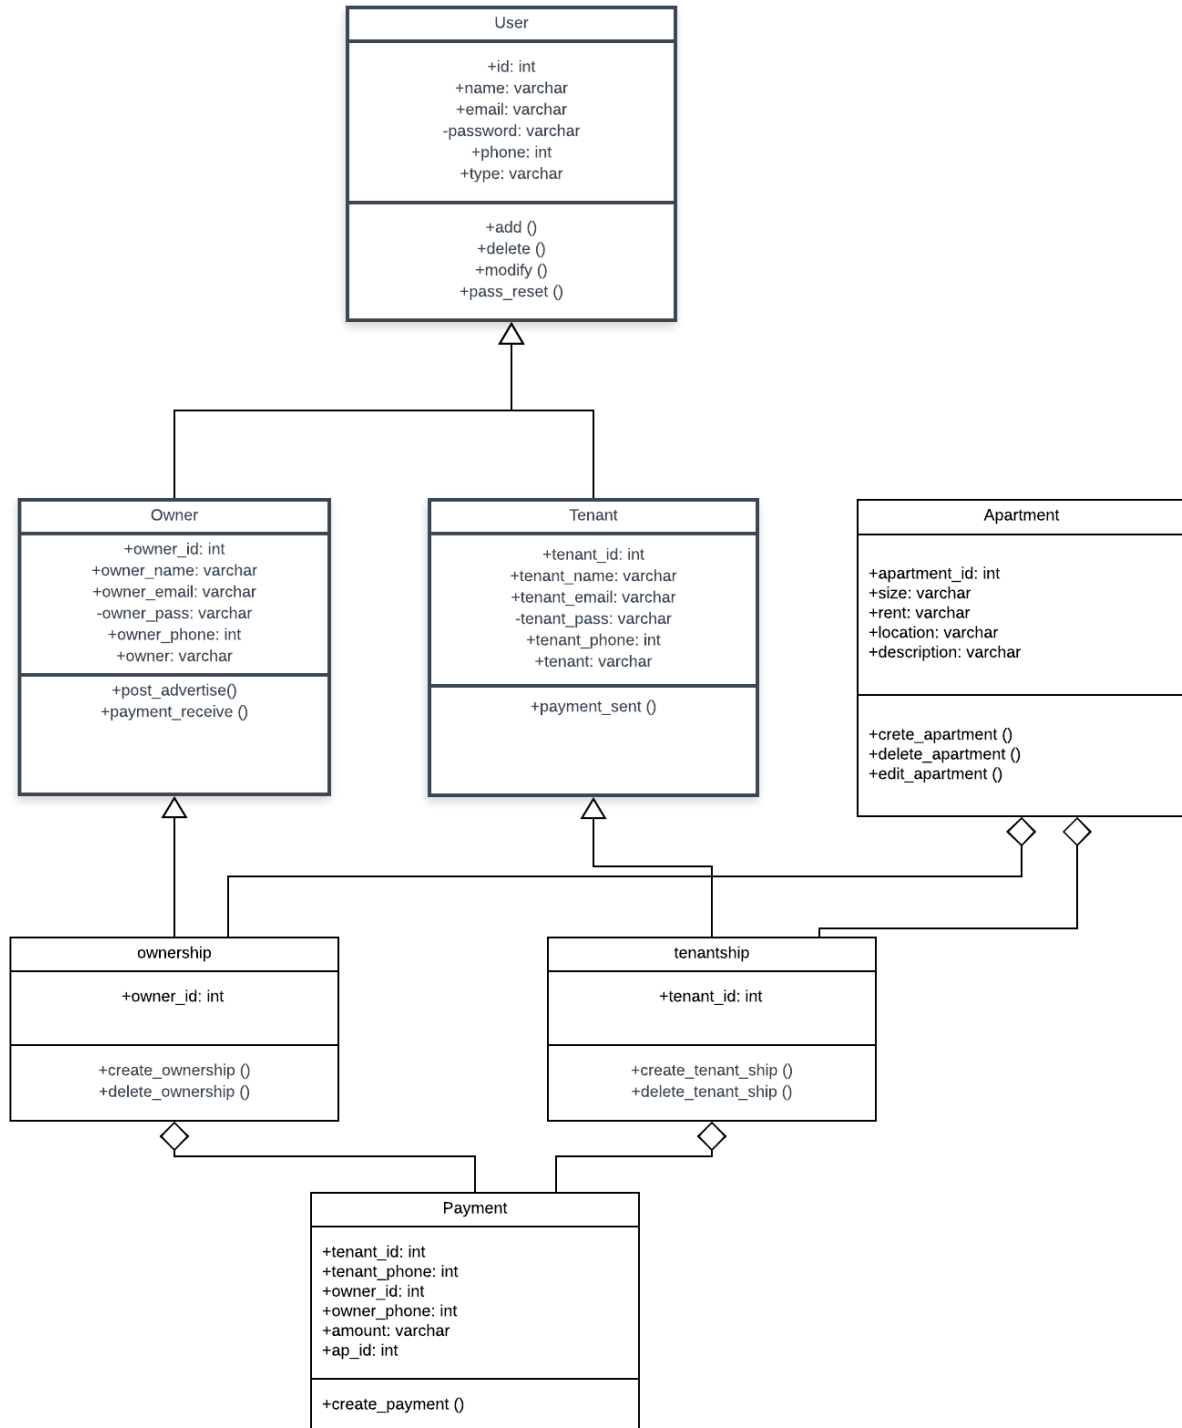 User
+id: int
+name: varchar
+email: varchar
-password: varchar
+phone: int
+type: varchar
+add ()
+delete ()
+modify ()
+pass_reset ()
Owner
+owner_id: int
+owner_name: varchar
+owner_email: varchar
-owner_pass: varchar
+owner_phone: int
+owner: varchar
+post_advertise()
+payment_receive ()
Tenant
+tenant_id: int
+tenant_name: varchar
+tenant_email: varchar
-tenant_pass: varchar
+tenant_phone: int
+tenant: varchar
+payment_sent ()
Apartment
+apartment_id: int
+size: varchar
+rent: varchar
+location: varchar
+description: varchar
+crete_apartment ()
+delete_apartment ()
+edit_apartment ()
ownership
+owner_id: int
+create_ownership ()
+delete_ownership ()
tenantship
+tenant_id: int
+create_tenant_ship ()
+delete_tenant_ship ()
Payment
+tenant_id: int
+tenant_phone: int
+owner_id: int
+owner_phone: int
+amount: varchar
+ap_id: int
+create_payment ()